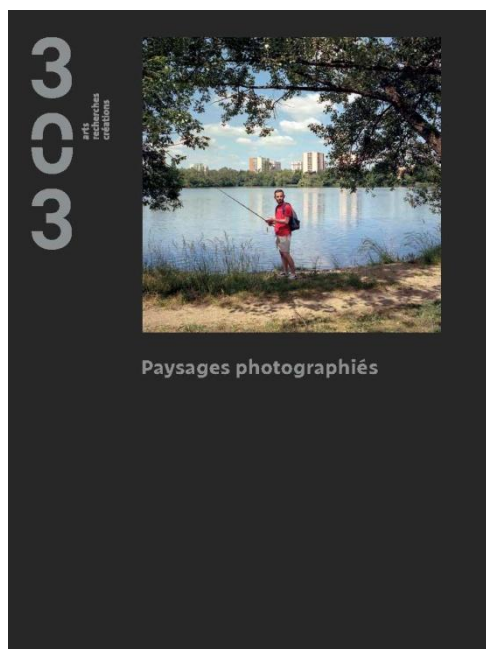 3
0
3
arts
recherches
créations
Paysages photographiés